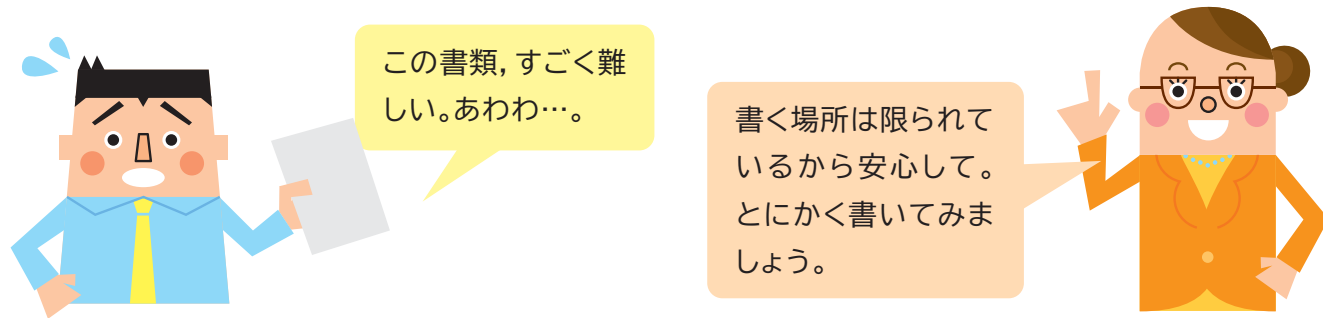 この書類，すごく難
しい。あわわ…。
書く場所は限られて
いるから安心して。
とにかく書いてみま
しょう。